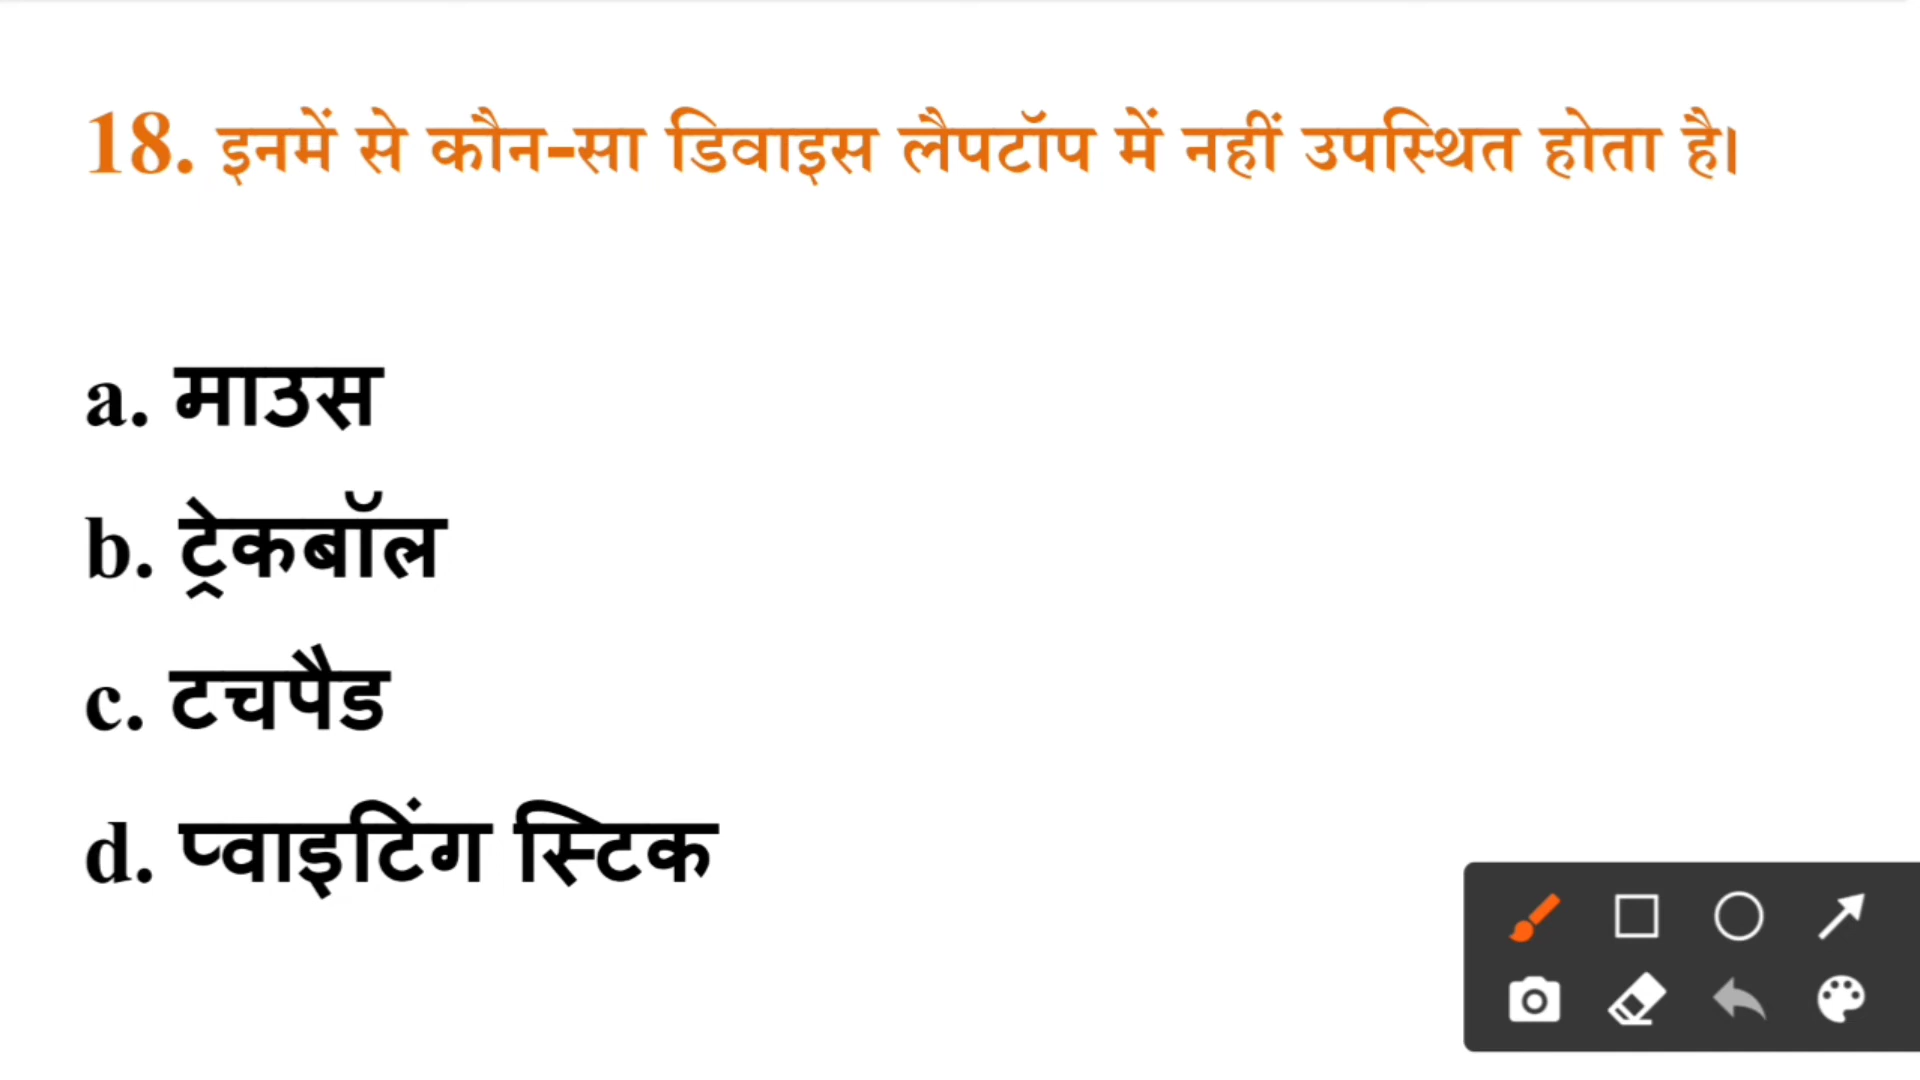 18. इनमें से कौन-सा डिवाइस लैपटॉप में नहीं उपस्थित होता है।
a. माउस
b. ट्रेकबॉल
c. टचपैड
d. प्वाइटिंग स्टिक